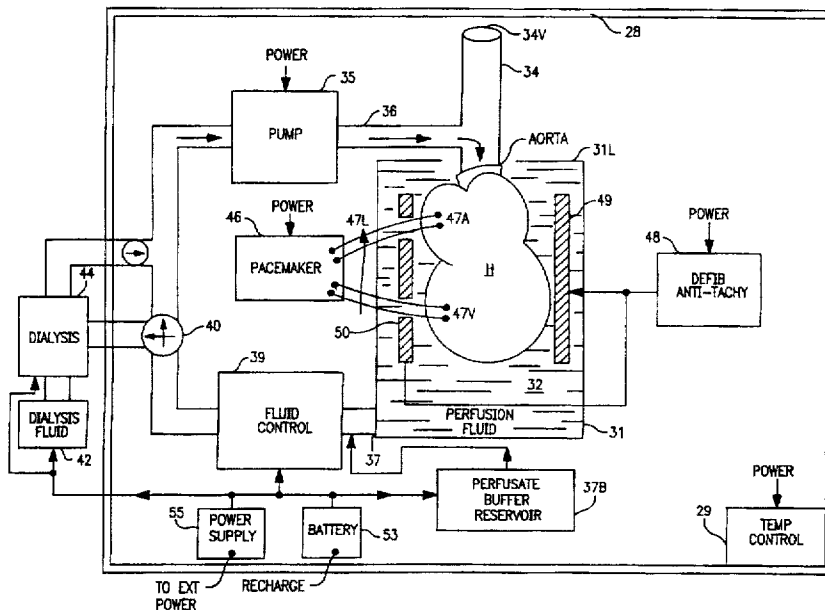 34V
28
POWER
35
34
36
PUMP
AORTA
31L
POWER
46
47L
47A
49
POWER
48
PACEMAKER
H
DEFIB
ANTI-TACHY
44
47V
50
40
DIALYSIS
39
32
FLUID
CONTROL
PERFUSION
FLUID
DIALYSIS
FLUID
42
37
31
POWER
PERFUSATE
BUFFER
RESERVOIR
37B
55
POWER
SUPPLY
BATTERY
53
29
TEMP
CONTROL
TO EXT
POWER
RECHARGE